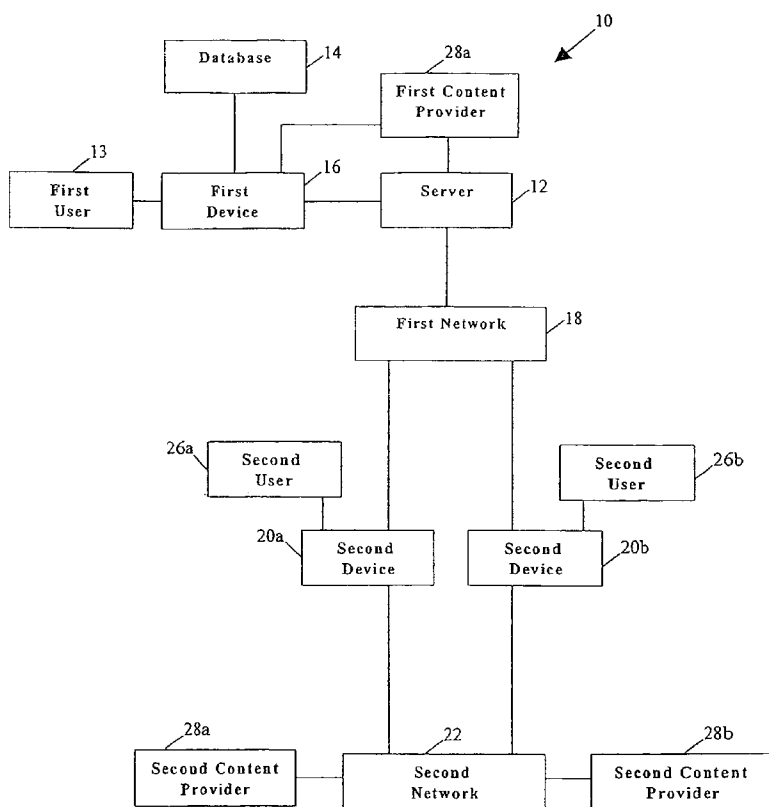 10
Database
14
28a
First Content
Provider
13
First
User
16
First
Device
Server
12
First Network
18
26a
Second
User
Second
User
26b
20a
Second
Device
Second
Device
20b
28a
Second Content
Provider
22
Second
Network
28b
Second Content
Provider